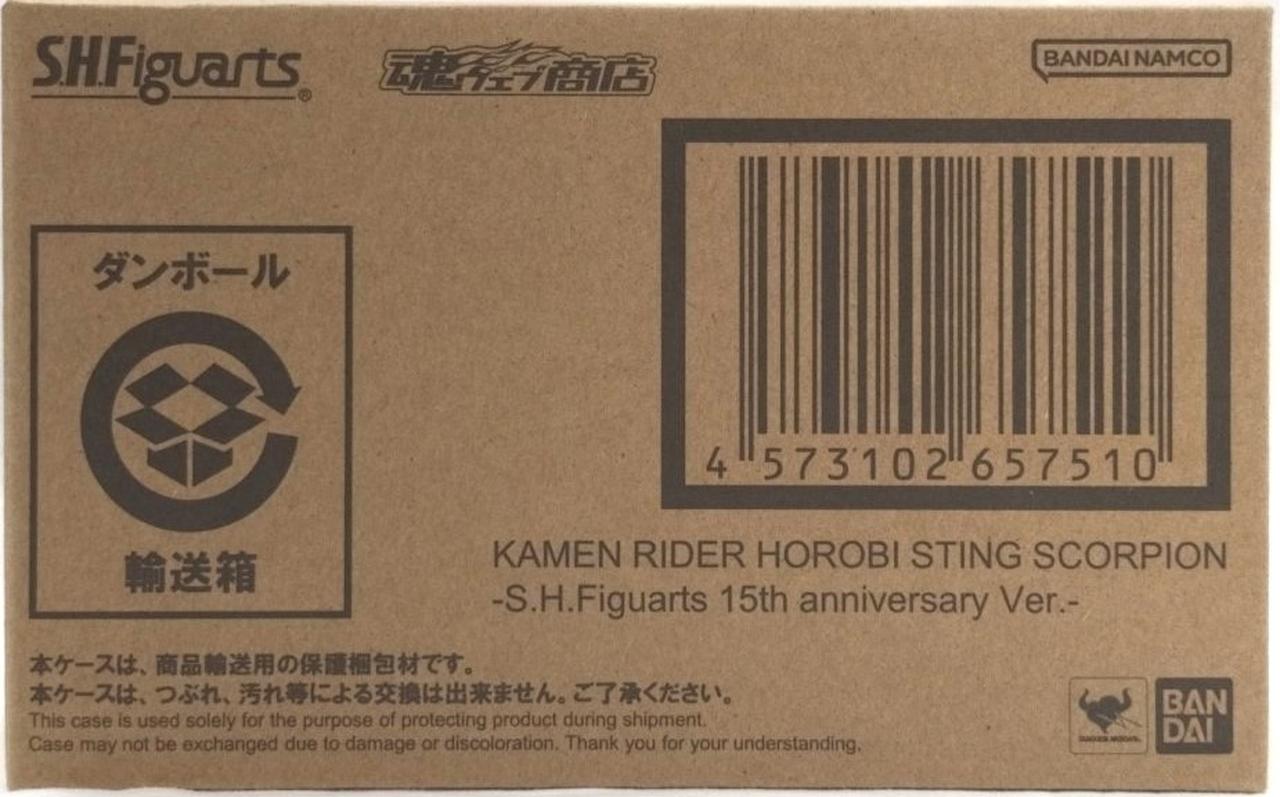 S.H.Figuarts®
魂ウェブ商店
BANDAI NAMCO
ダンボール
輸送箱
4 573102 657510
KAMEN RIDER HOROBI STING SCORPION
-S.H.Figuarts 15th anniversary Ver.-
本ケースは、商品輸送用の保護梱包材です。
本ケースは、つぶれ、汚れ等による交換は出来ません。ご了承ください。
This case is used solely for the purpose of protecting product during shipment.
Case may not be exchanged due to damage or discoloration. Thank you for your understanding.
BAN
DAI